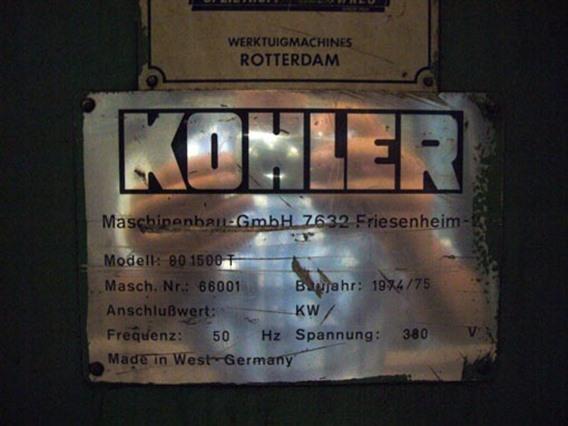 WERKTUIGMACHINES
ROTTERDAM
KOHLER
Maschinenbau-GmbH 7632 Friesenheim-
Modell: 80 1500 T
Masch. Nr.: 66001 Baujahr: 1974/75
Anschlußwert: KW
Frequenz: 50 Hz Spannung: 380 V
Made in West-Germany